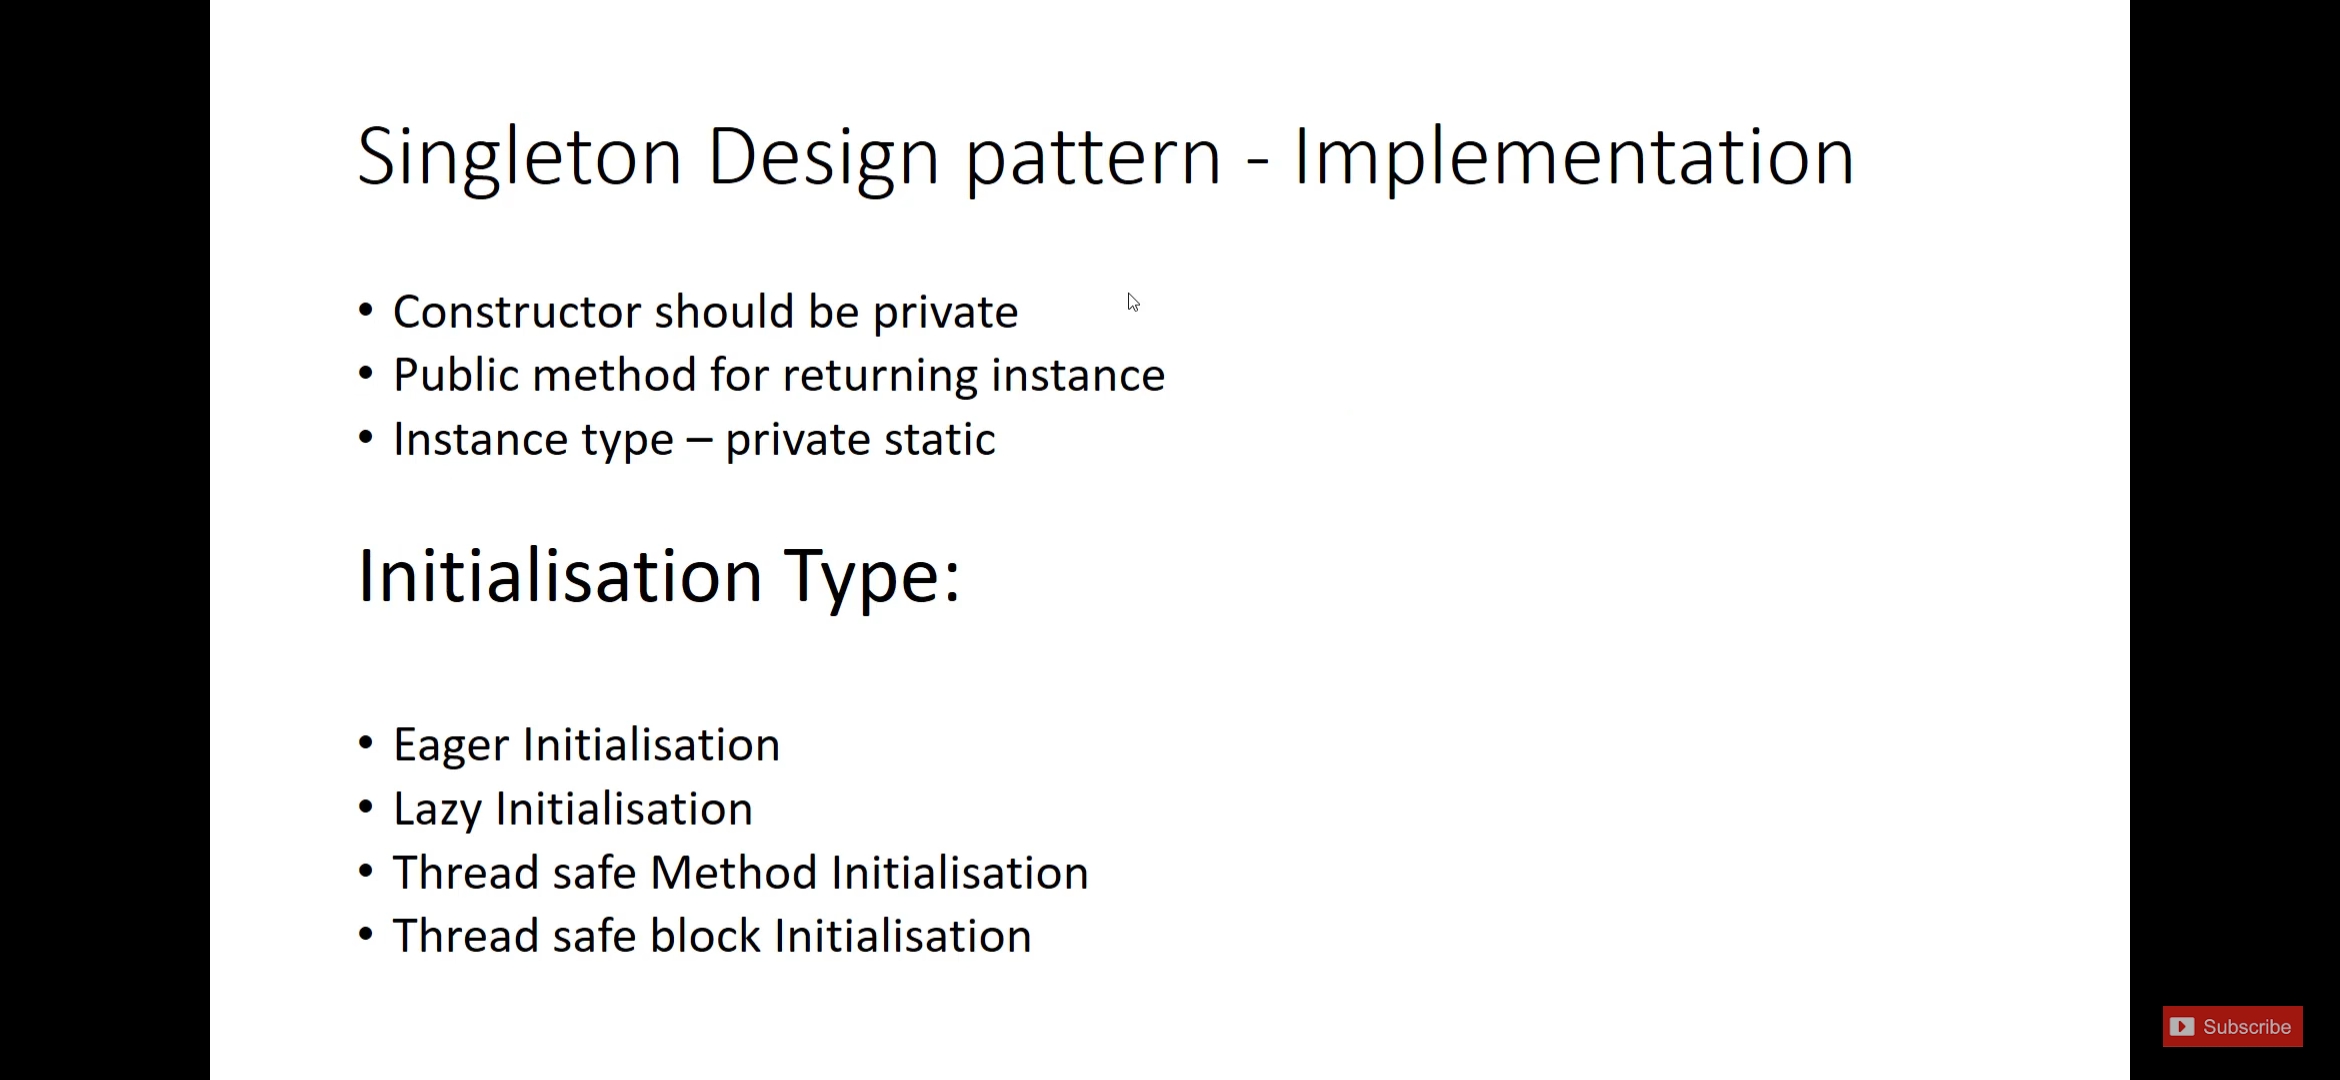 Singleton Design pattern - Implementation
• Constructor should be private
• Public method for returning instance
• Instance type – private static
Initialisation Type:
• Eager Initialisation
• Lazy Initialisation
• Thread safe Method Initialisation
• Thread safe block Initialisation
Subscribe